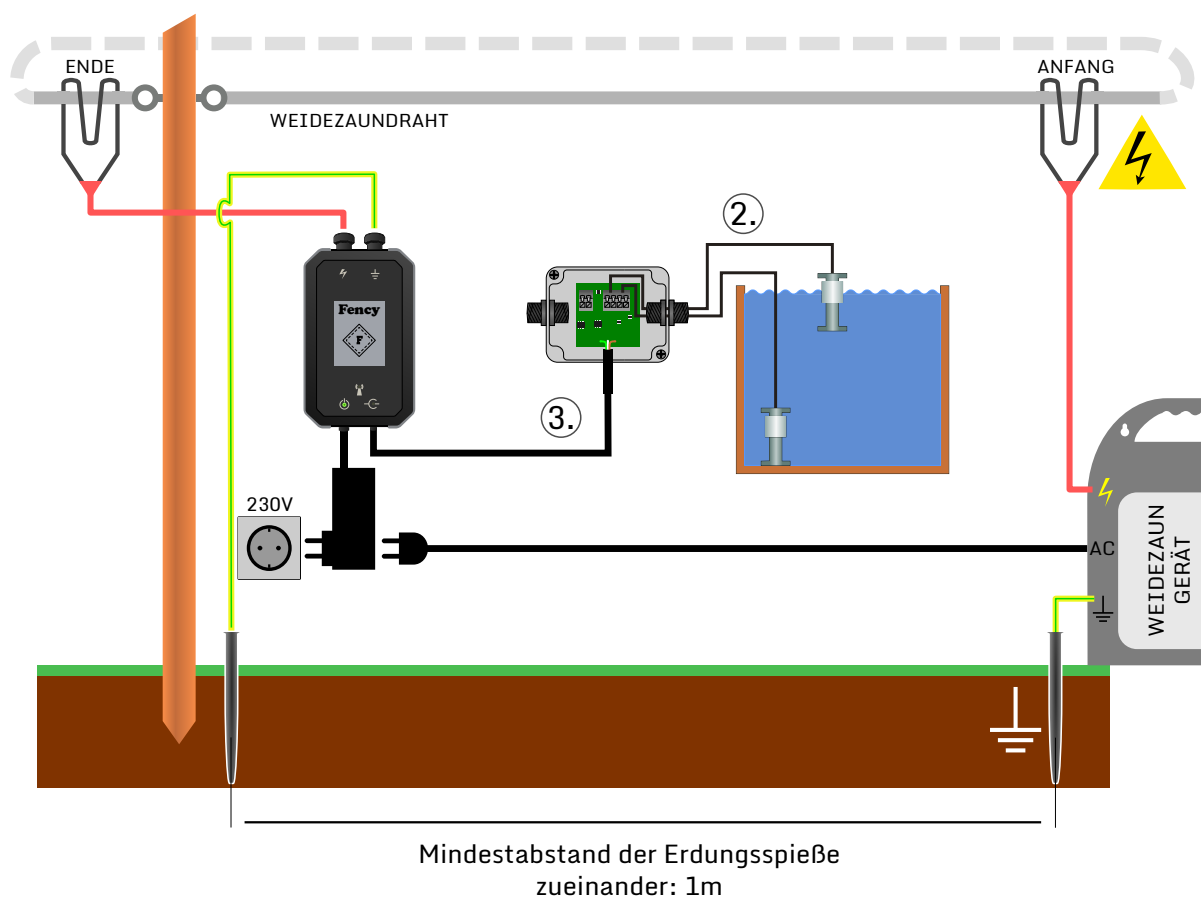 ENDE
ANFANG
WEIDEZAUNDRAHT
2.
Fency
F
3.
230V
AC
WEIDEZAUN
GERÄT
Mindestabstand der Erdungsspieße
zueinander: 1m